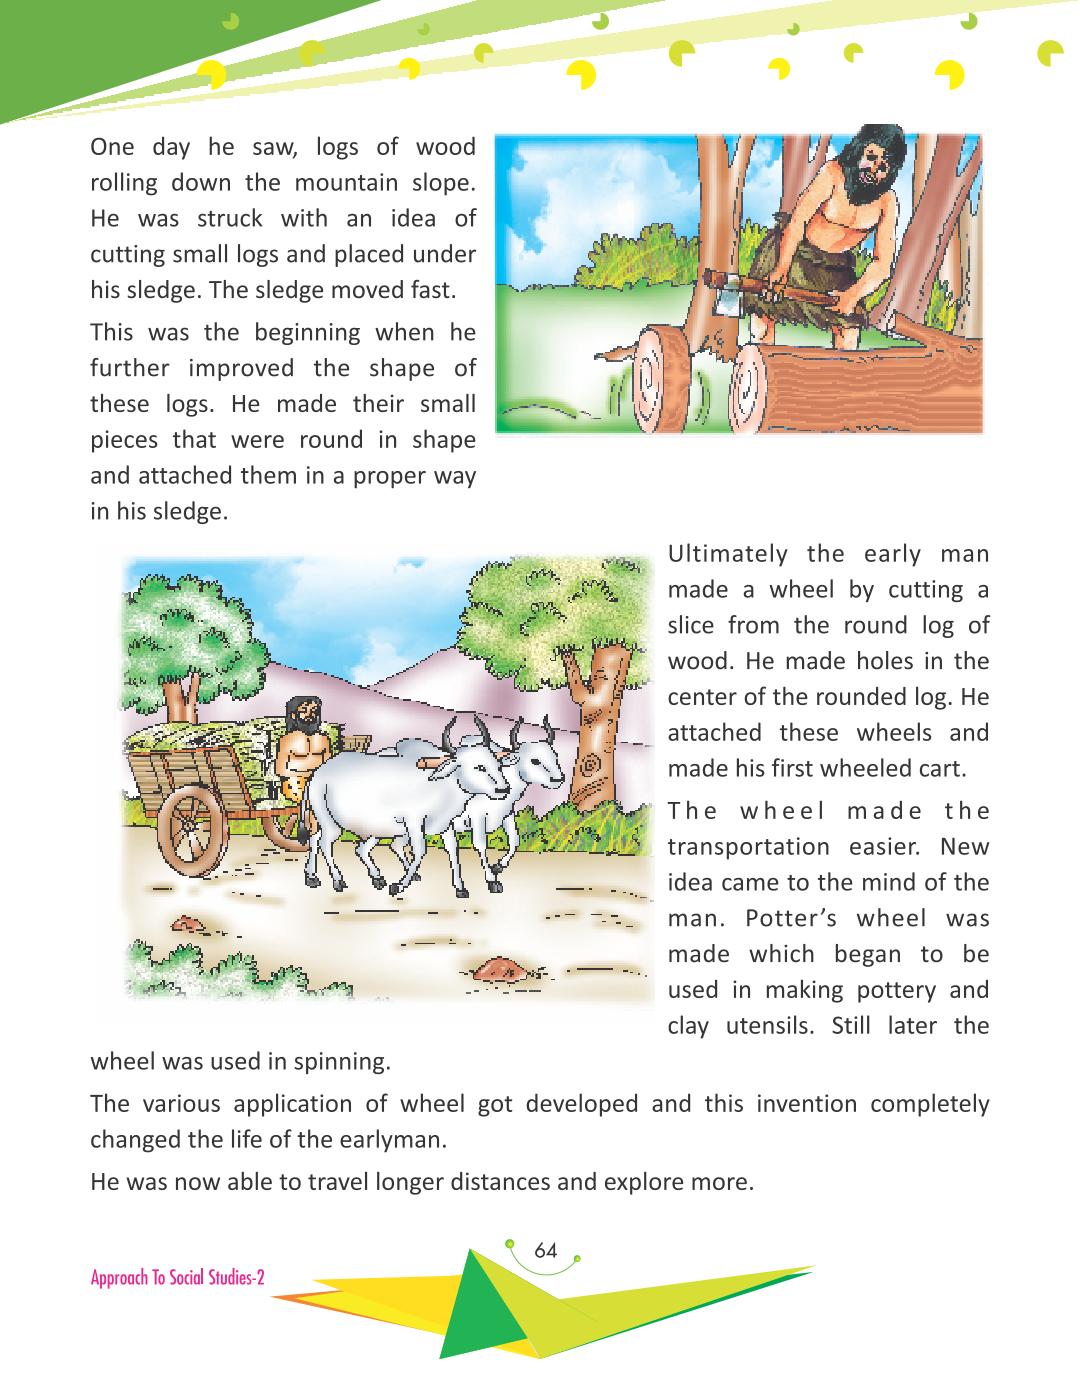 One day he saw, logs of wood
rolling down the mountain slope.
He was struck with an idea of
cutting small logs and placed under
his sledge. The sledge moved fast.
This was the beginning when he
further improved the shape of
these logs. He made their small
pieces that were round in shape
and attached them in a proper way
in his sledge.
Ultimately the early man
made a wheel by cutting a
slice from the round log of
wood. He made holes in the
center of the rounded log. He
attached these wheels and
made his first wheeled cart.
The wheel made the
transportation easier. New
idea came to the mind of the
man. Potter’s wheel was
made which began to be
used in making pottery and
clay utensils. Still later the
wheel was used in spinning.
The various application of wheel got developed and this invention completely
changed the life of the earlyman.
He was now able to travel longer distances and explore more.
64
Approach To Social Studies-2